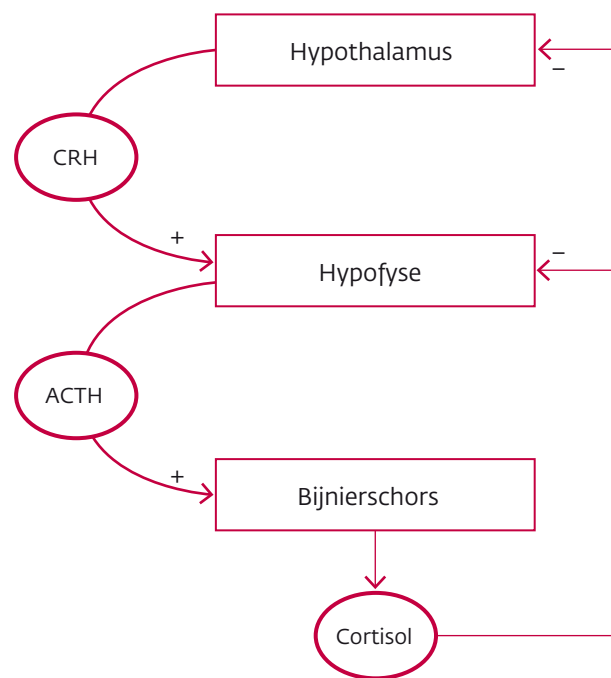 Hypothalamus
–
CRH
+
–
Hypofyse
ACTH
+
Bijnierschors
Cortisol